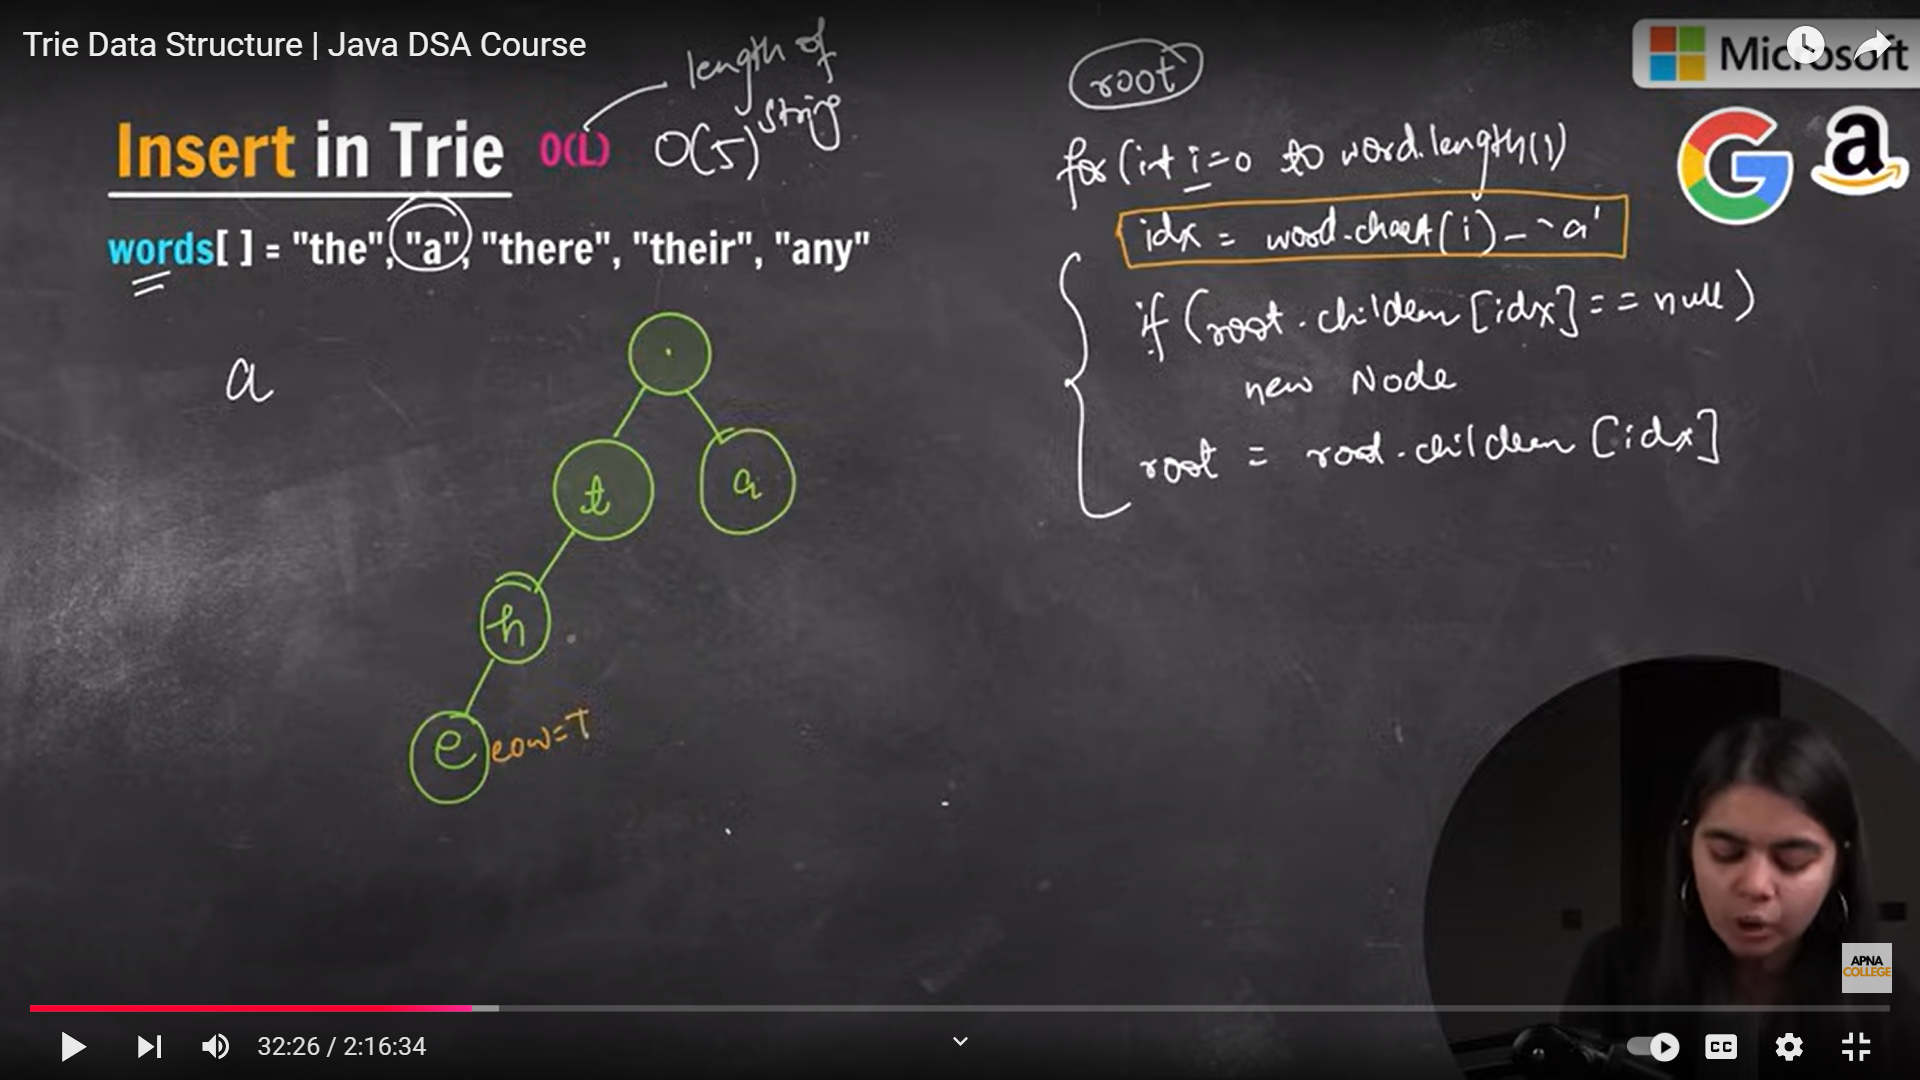 Trie Data Structure | Java DSA Course
length of
string
Insert in Trie O(L) O(5)
words[ ] = "the", "a", "there", "their", "any"
a
.
t
a
h
e
eow=T
root
for (int i=0 to word.length()
idx = word.charAt(i) - 'a'
if (root.children[idx] == null)
new Node
root = root.children[idx]
Microsoft
G
a
APNA
COLLEGE
32:26 / 2:16:34
CC